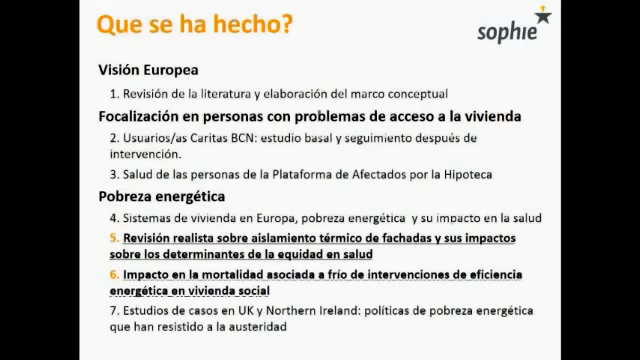 Que se ha hecho?
sophie
Visión Europea
1. Revisión de la literatura y elaboración del marco conceptual
Focalización en personas con problemas de acceso a la vivienda
2. Usuarios/as Caritas BCN: estudio basal y seguimiento después de
intervención.
3. Salud de las personas de la Plataforma de Afectados por la Hipoteca
Pobreza energética
4. Sistemas de vivienda en Europa, pobreza energética y su impacto en la salud
5. Revisión realista sobre aislamiento térmico de fachadas y sus impactos
sobre los determinantes de la equidad en salud
6. Impacto en la mortalidad asociada a frío de intervenciones de eficiencia
energética en vivienda social
7. Estudios de casos en UK y Northern Ireland: políticas de pobreza energética
que han resistido a la austeridad